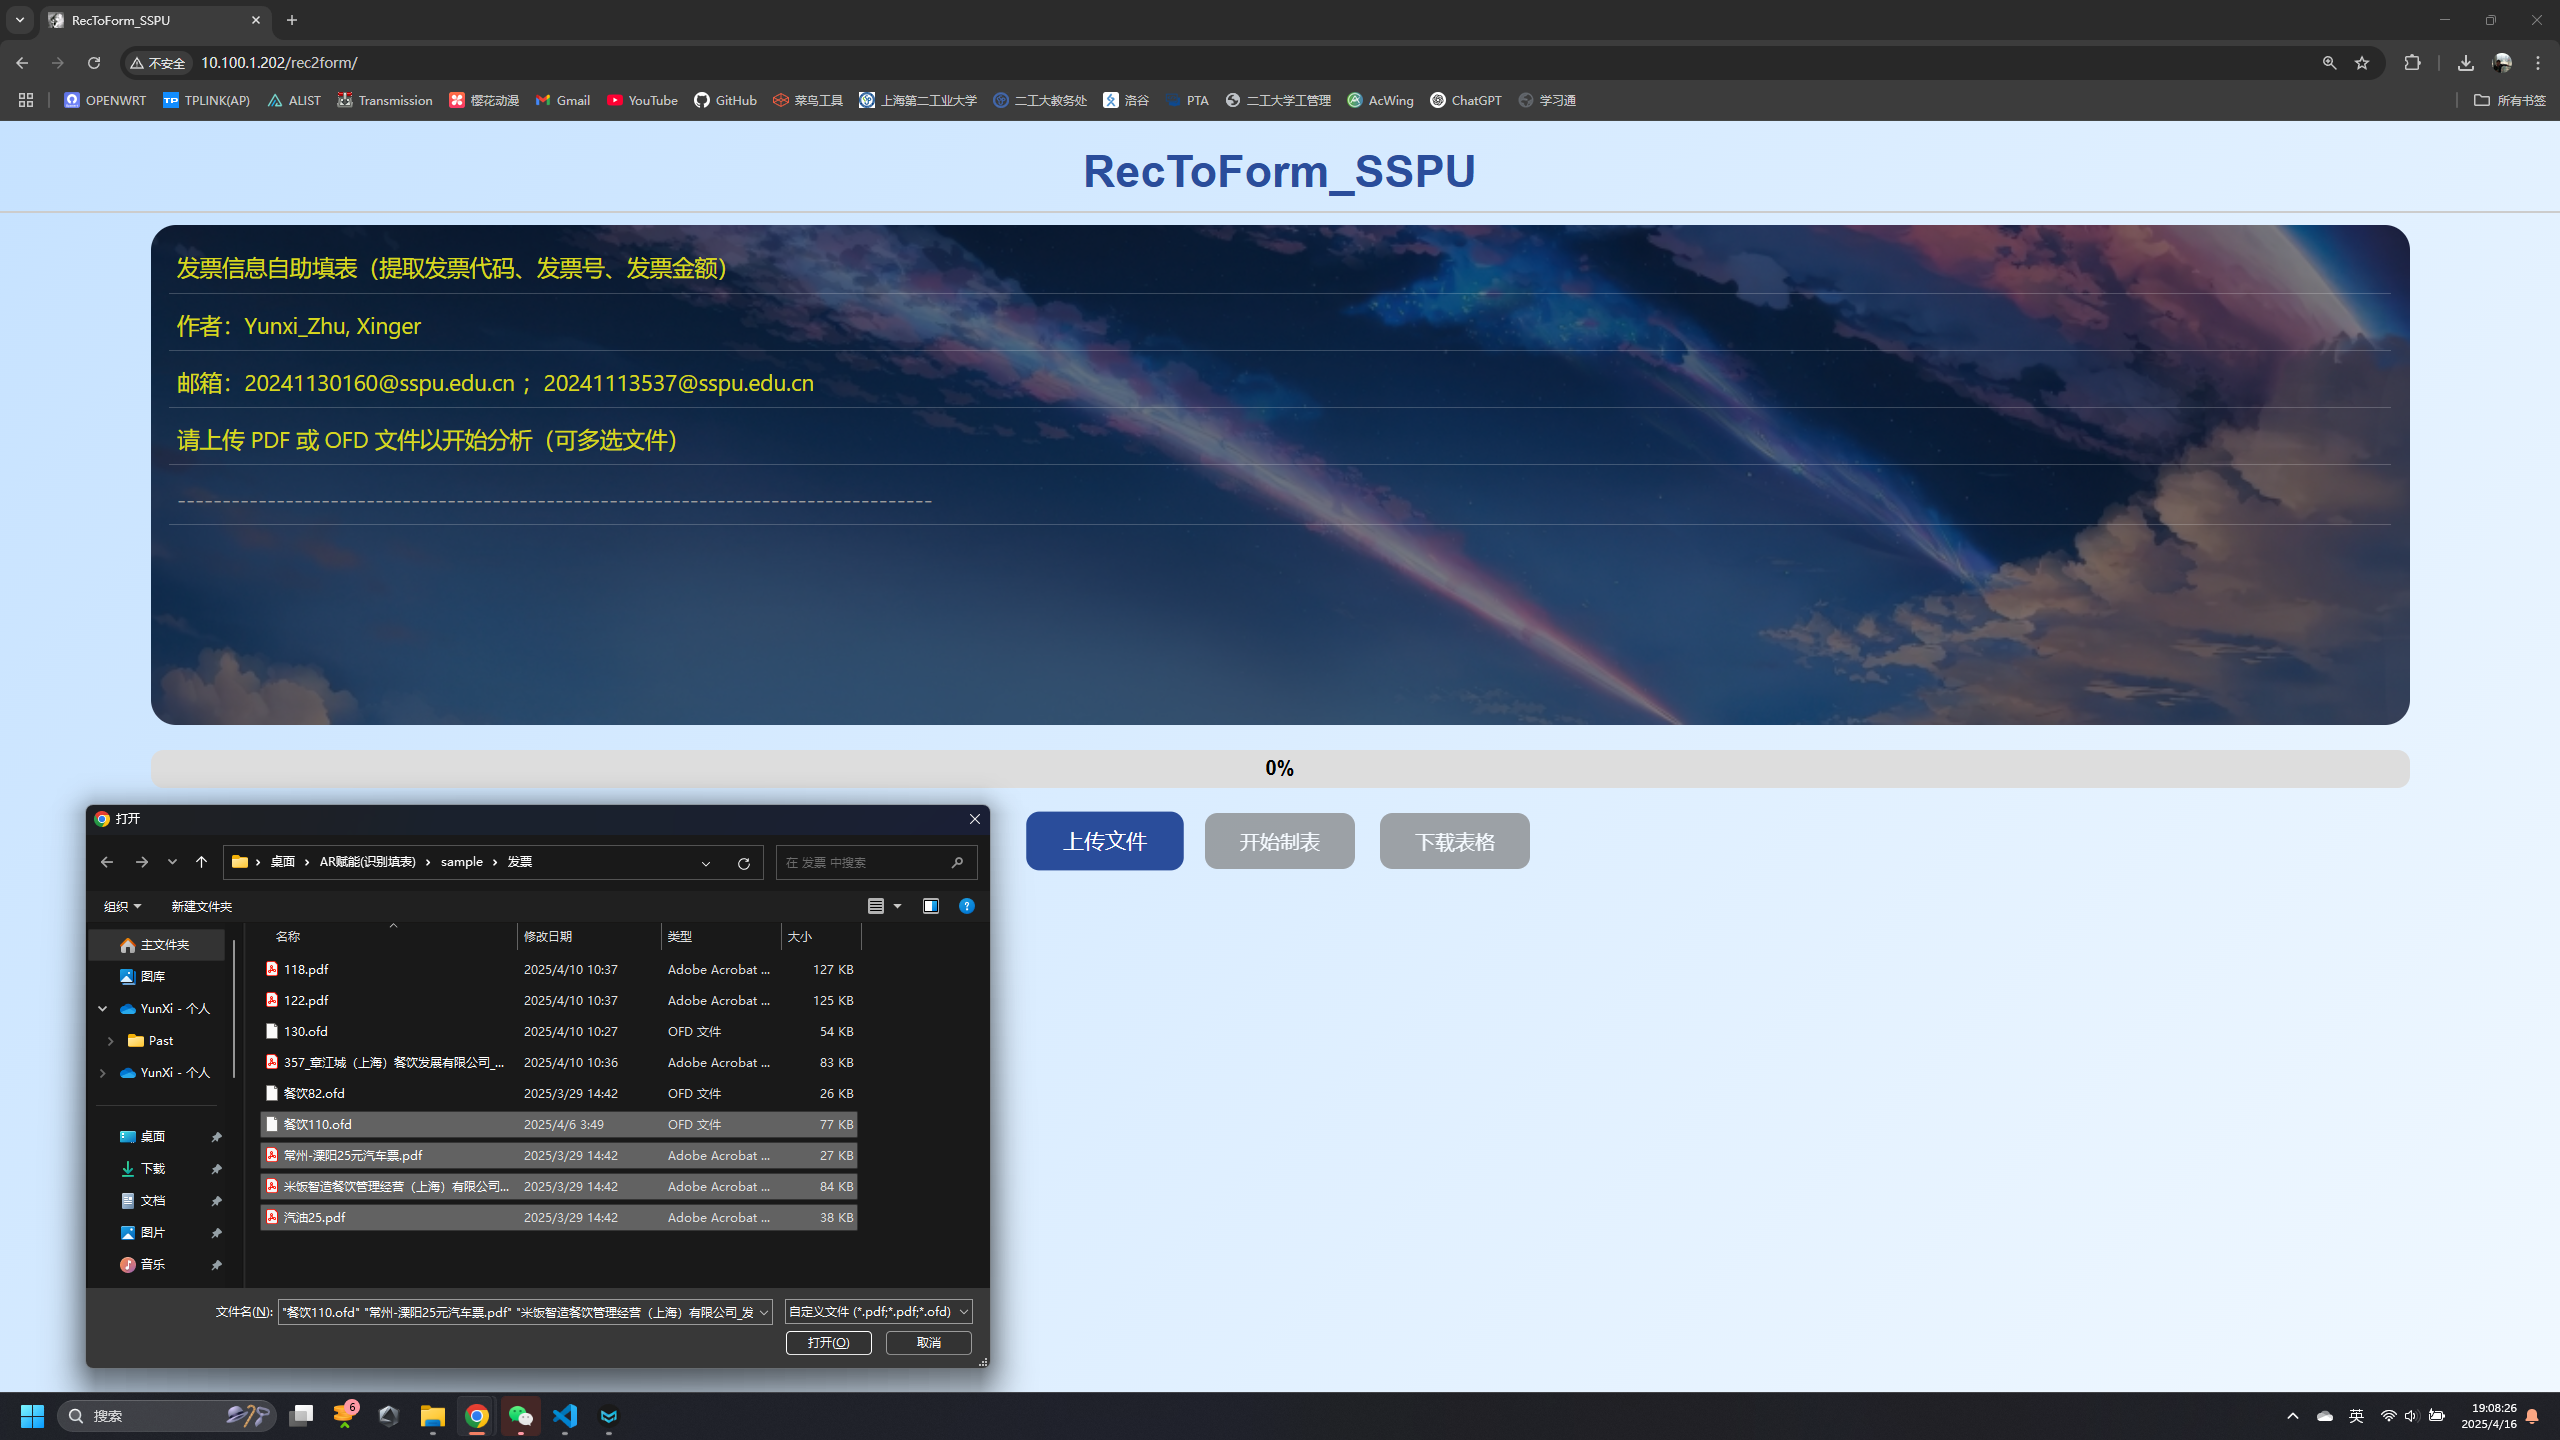 RecToForm_SSPU
不安全 10.100.1.202/rec2form/
OPENWRT TPLINK(AP) ALIST Transmission 樱花动漫 Gmail YouTube GitHub 菜鸟工具 上海第二工业大学 二工大教务处 洛谷 PTA 二工大学工管理 AcWing ChatGPT 学习通 所有书签
RecToForm_SSPU
发票信息自助填表（提取发票代码、发票号、发票金额）
作者：Yunxi_Zhu, Xinger
邮箱：20241130160@sspu.edu.cn ；20241113537@sspu.edu.cn
请上传 PDF 或 OFD 文件以开始分析（可多选文件）
0%
上传文件 开始制表 下载表格
打开
桌面 AR赋能(识别填表) sample 发票
在 发票 中搜索
组织 新建文件夹
名称 修改日期 类型 大小
主文件夹
图库
YunXi - 个人
Past
YunXi - 个人
桌面
下载
文档
图片
音乐
118.pdf 2025/4/10 10:37 Adobe Acrobat ... 127 KB
122.pdf 2025/4/10 10:37 Adobe Acrobat ... 125 KB
130.ofd 2025/4/10 10:27 OFD 文件 54 KB
357_章江城（上海）餐饮发展有限公司_... 2025/4/10 10:36 Adobe Acrobat ... 83 KB
餐饮82.ofd 2025/3/29 14:42 OFD 文件 26 KB
餐饮110.ofd 2025/4/6 3:49 OFD 文件 77 KB
常州-溧阳25元汽车票.pdf 2025/3/29 14:42 Adobe Acrobat ... 27 KB
米饭智造餐饮管理经营（上海）有限公司... 2025/3/29 14:42 Adobe Acrobat ... 84 KB
汽油25.pdf 2025/3/29 14:42 Adobe Acrobat ... 38 KB
文件名(N): "餐饮110.ofd" "常州-溧阳25元汽车票.pdf" "米饭智造餐饮管理经营（上海）有限公司_发
自定义文件 (*.pdf;*.pdf;*.ofd)
打开(O) 取消
搜索
6
英
19:08:26
2025/4/16